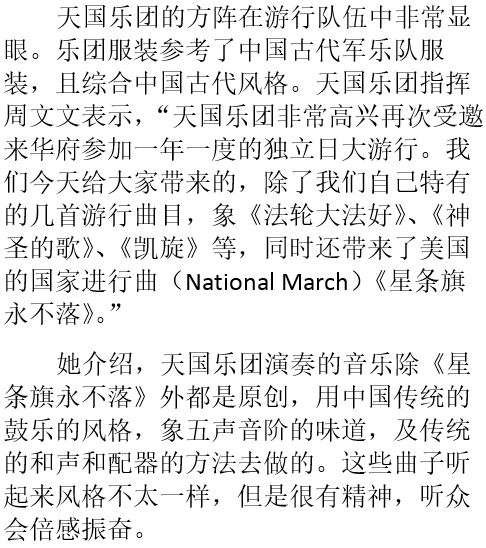 天国乐团的方阵在游行队伍中非常显
眼。乐团服装参考了中国古代军乐队服
装，且综合中国古代风格。天国乐团指挥
周文文表示，“天国乐团非常高兴再次受邀
来华府参加一年一度的独立日大游行。我
们今天给大家带来的，除了我们自己特有
的几首游行曲目，象《法轮大法好》、《神
圣的歌》、《凯旋》等，同时还带来了美国
的国家进行曲（National March）《星条旗
永不落》。”
她介绍，天国乐团演奏的音乐除《星
条旗永不落》外都是原创，用中国传统的
鼓乐的风格，象五声音阶的味道，及传统
的和声和配器的方法去做的。这些曲子听
起来风格不太一样，但是很有精神，听众
会倍感振奋。